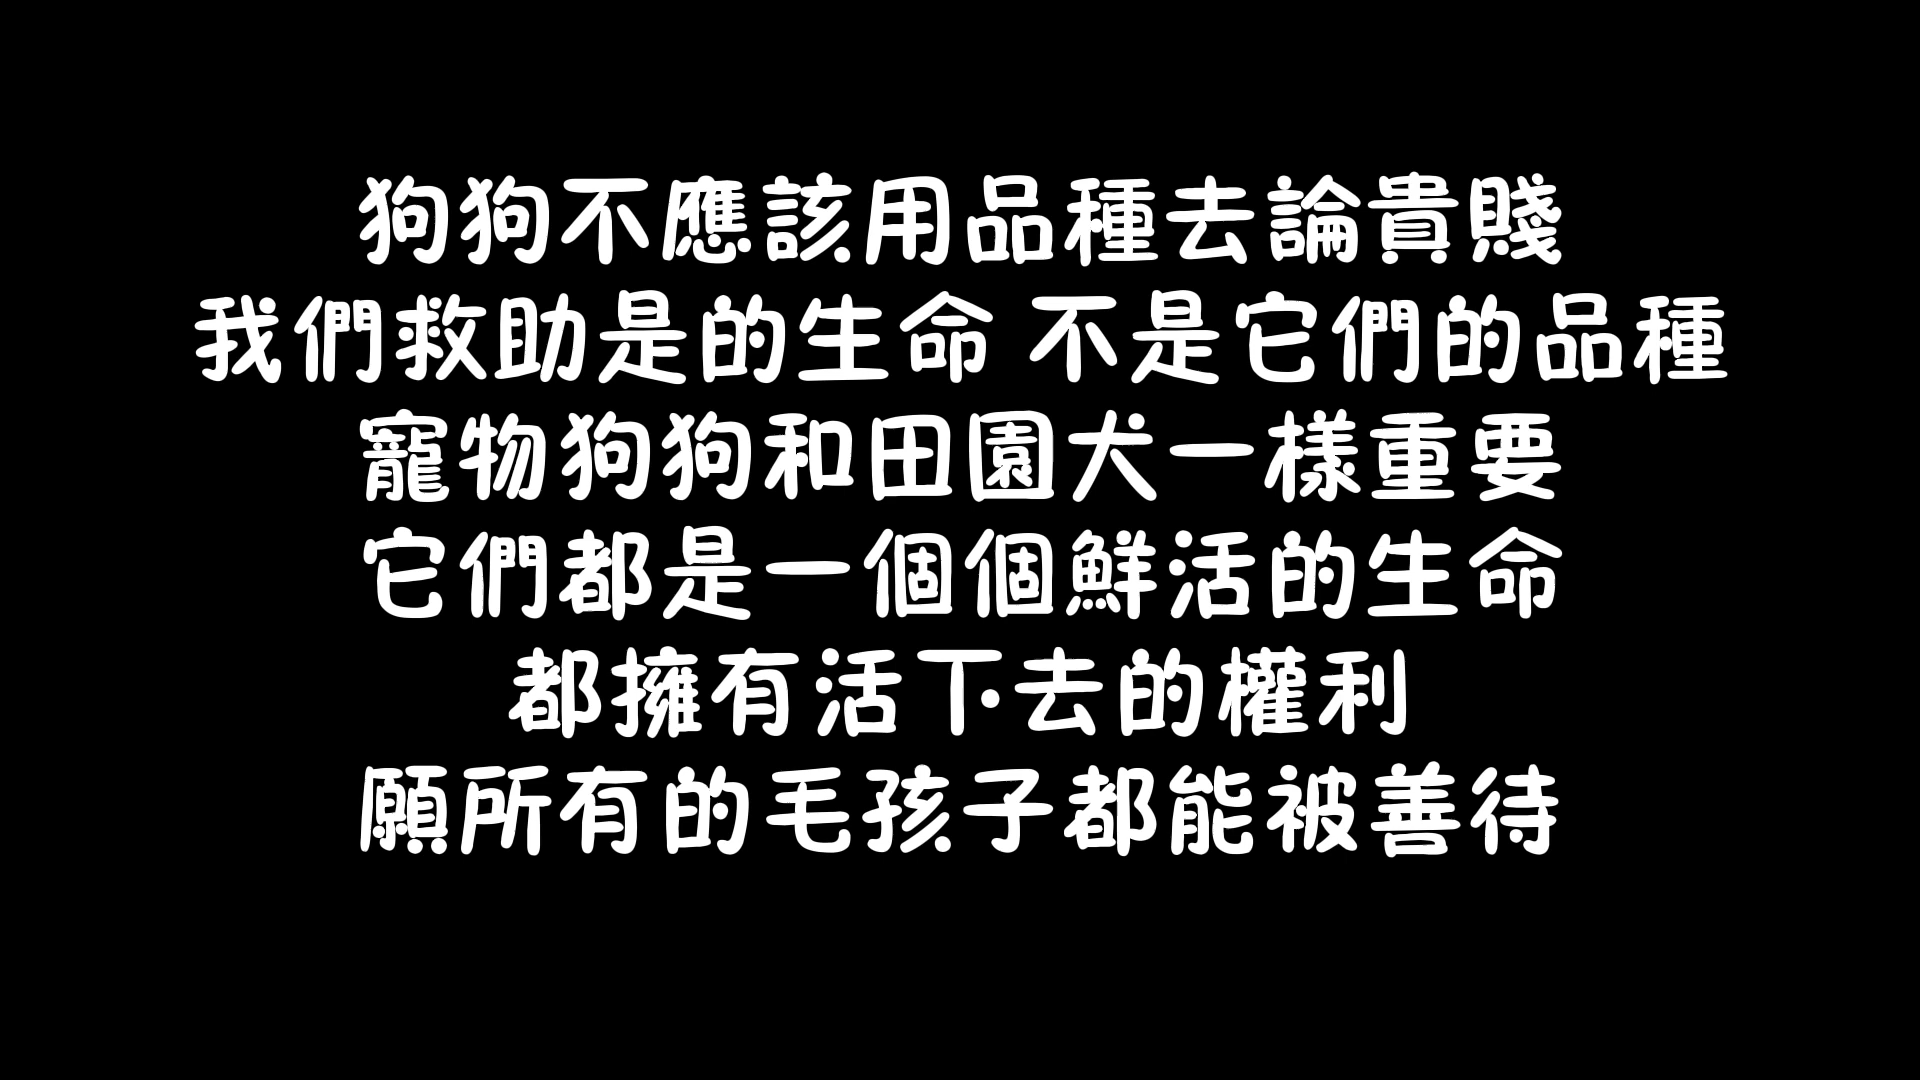 狗狗不應該用品種去論貴賤
我們救助是的生命 不是它們的品種
寵物狗狗和田園犬一樣重要
它們都是一個個鮮活的生命
都擁有活下去的權利
願所有的毛孩子都能被善待